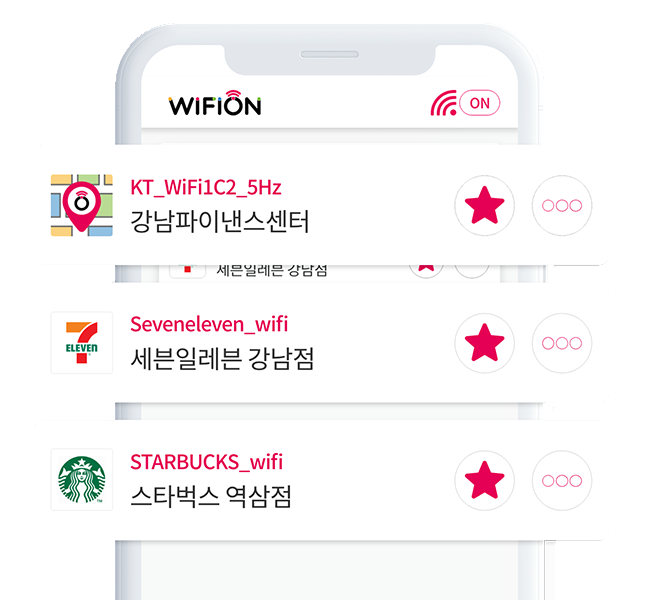 WIFION
ON
KT_WiFi1C2_5Hz
강남파이낸스센터
세븐일레븐 강남점
7
ELEVEN
Seveneleven_wifi
세븐일레븐 강남점
STARBUCKS_wifi
스타벅스 역삼점